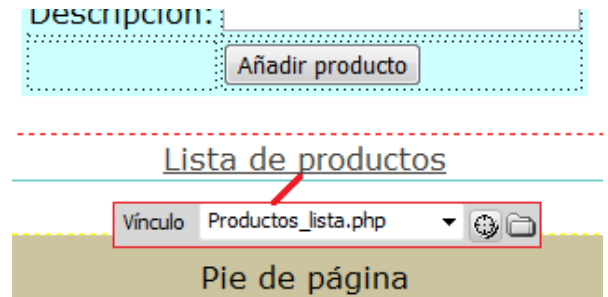 Descripción:
Añadir producto
Lista de productos
Vínculo Productos_lista.php
Pie de página